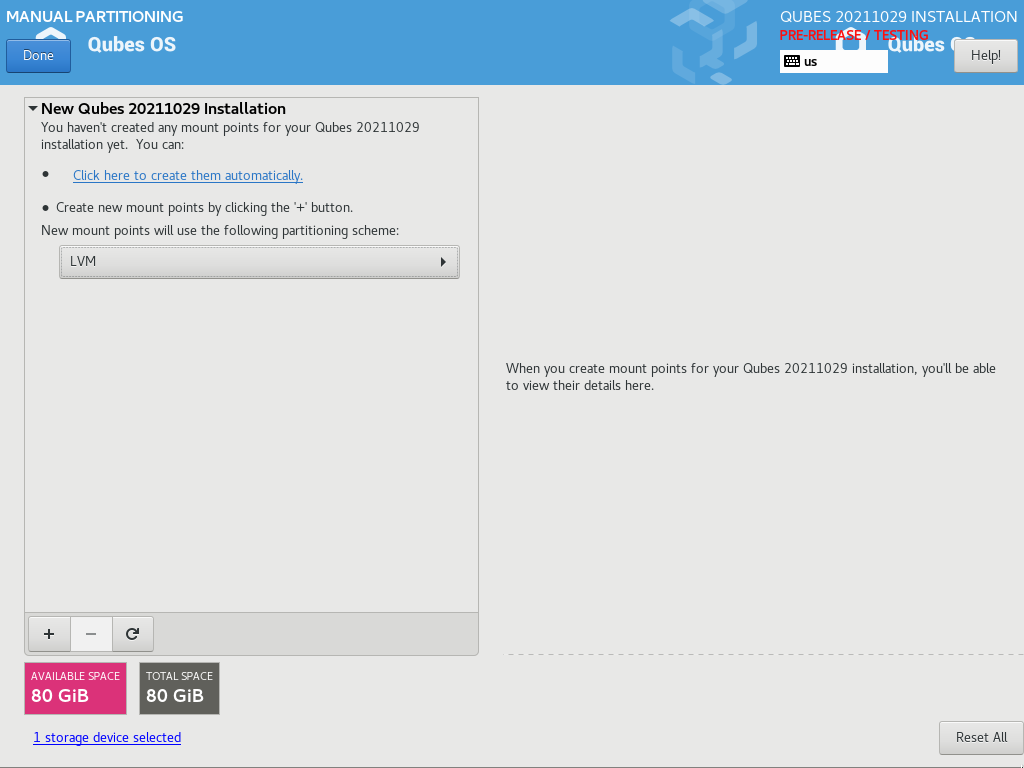 MANUAL PARTITIONING
Qubes OS
Done
QUBES 20211029 INSTALLATION
PRE-RELEASE / TESTING
Qubes OS
us
Help!
New Qubes 20211029 Installation
You haven't created any mount points for your Qubes 20211029
installation yet. You can:
• Click here to create them automatically.
• Create new mount points by clicking the '+' button.
New mount points will use the following partitioning scheme:
LVM
When you create mount points for your Qubes 20211029 installation, you'll be able
to view their details here.
+ −
AVAILABLE SPACE
80 GiB
TOTAL SPACE
80 GiB
1 storage device selected
Reset All